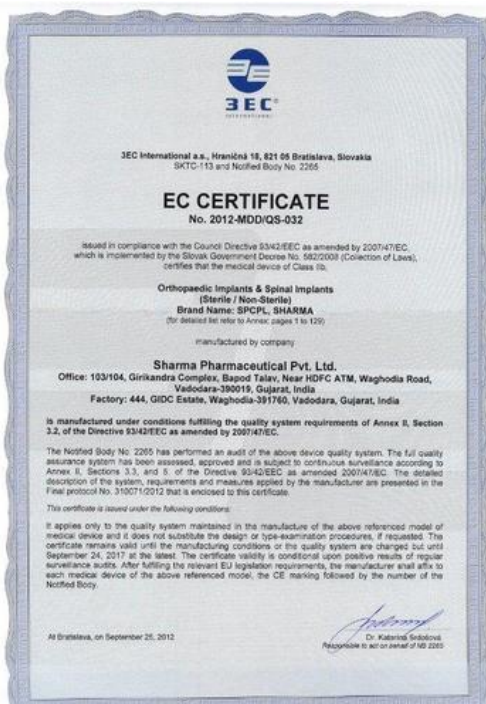 3EC
INTERNATIONAL
3EC International a.s., Hraničná 18, 821 05 Bratislava, Slovakia
SKTC-113 and Notified Body No. 2265
EC CERTIFICATE
No. 2012-MDD/QS-032
issued in compliance with the Council Directive 93/42/EEC as amended by 2007/47/EC,
which is implemented by the Slovak Government Decree No. 582/2008 (Collection of Laws),
certifies that the medical device of Class IIb,
Orthopaedic Implants & Spinal Implants
(Sterile / Non-Sterile)
Brand Name: SPCPL, SHARMA
(for detailed list refer to Annex, pages 1 to 129)
manufactured by company
Sharma Pharmaceutical Pvt. Ltd.
Office: 103/104, Girikandra Complex, Bapod Talav, Near HDFC ATM, Waghodia Road,
Vadodara-390019, Gujarat, India
Factory: 444, GIDC Estate, Waghodia-391760, Vadodara, Gujarat, India
is manufactured under conditions fulfilling the quality system requirements of Annex II, Section
3.2, of the Directive 93/42/EEC as amended by 2007/47/EC.
The Notified Body No. 2265 has performed an audit of the above device quality system. The full quality
assurance system has been assessed, approved and is subject to continuous surveillance according to
Annex II, Sections 3.3, and 5. of the Directive 93/42/EEC as amended 2007/47/EC. The detailed
description of the system, requirements and measures applied by the manufacturer are presented in the
Final protocol No. 310071/2012 that is enclosed to this certificate.
This certificate is issued under the following conditions:
It applies only to the quality system maintained in the manufacture of the above referenced model of
medical device and it does not substitute the design or type-examination procedures, if requested. The
certificate remains valid until the manufacturing conditions or the quality system are changed but until
September 24, 2017 at the latest. The certificate validity is conditional upon positive results of regular
surveillance audits. After fulfilling the relevant EU legislation requirements, the manufacturer shall affix to
each medical device of the above referenced model, the CE marking followed by the number of the
Notified Body.
At Bratislava, on September 25, 2012
Dr. Katarína Srdošová
Responsible to act on behalf of NB 2265